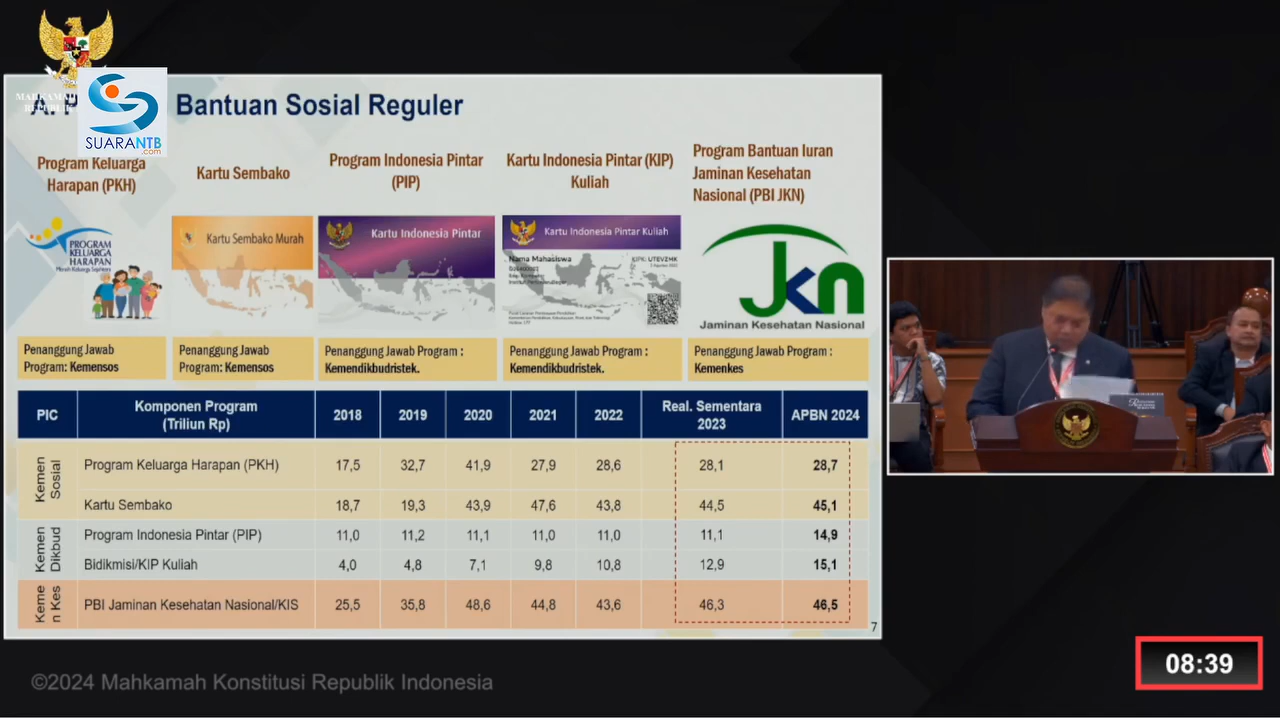 MAHKAMAH
REPUBLIK
SUARANTB
.com
A.1 Bantuan Sosial Reguler
Program Keluarga
Harapan (PKH)
Kartu Sembako
Program Indonesia Pintar
(PIP)
Kartu Indonesia Pintar (KIP)
Kuliah
Program Bantuan Iuran
Jaminan Kesehatan
Nasional (PBI JKN)
PROGRAM
KELUARGA
HARAPAN
Kartu Sembako Murah
Kartu Indonesia Pintar
Kartu Indonesia Pintar Kuliah
Nama Mahasiswa
Jkn
Jaminan Kesehatan Nasional
Penanggung Jawab
Program: Kemensos
Penanggung Jawab
Program: Kemensos
Penanggung Jawab Program :
Kemendikbudristek.
Penanggung Jawab Program :
Kemendikbudristek.
Penanggung Jawab Program :
Kemenkes
PIC Komponen Program (Triliun Rp) 2018 2019 2020 2021 2022 Real. Sementara 2023 APBN 2024
Kemen Sosial
Program Keluarga Harapan (PKH) 17,5 32,7 41,9 27,9 28,6 28,1 28,7
Kartu Sembako 18,7 19,3 43,9 47,6 43,8 44,5 45,1
Kemen Dikbud
Program Indonesia Pintar (PIP) 11,0 11,2 11,1 11,0 11,0 11,1 14,9
Bidikmisi/KIP Kuliah 4,0 4,8 7,1 9,8 10,8 12,9 15,1
Keme n Kes
PBI Jaminan Kesehatan Nasional/KIS 25,5 35,8 48,6 44,8 43,6 46,3 46,5
7
08:39
©2024 Mahkamah Konstitusi Republik Indonesia